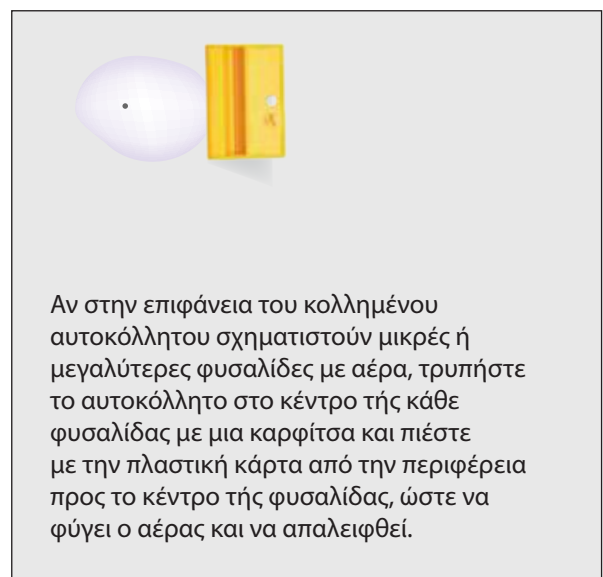 Αν στην επιφάνεια του κολλημένου
αυτοκόλλητου σχηματιστούν μικρές ή
μεγαλύτερες φυσαλίδες με αέρα, τρυπήστε
το αυτοκόλλητο στο κέντρο τής κάθε
φυσαλίδας με μια καρφίτσα και πιέστε
με την πλαστική κάρτα από την περιφέρεια
προς το κέντρο τής φυσαλίδας, ώστε να
φύγει ο αέρας και να απαλειφθεί.